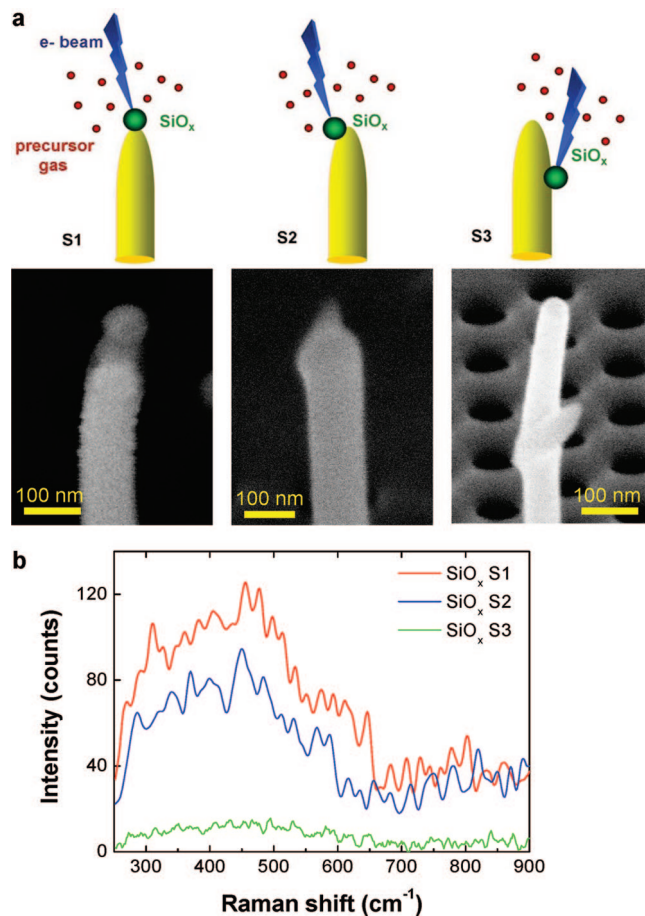 a
e- beam
SiOₓ
SiOₓ
SiOₓ
precursor
gas
S1
S2
S3
100 nm
100 nm
100 nm
b
120
80
40
0
Intensity (counts)
SiOₓ S1
SiOₓ S2
SiOₓ S3
300 400 500 600 700 800 900
Raman shift (cm⁻¹)